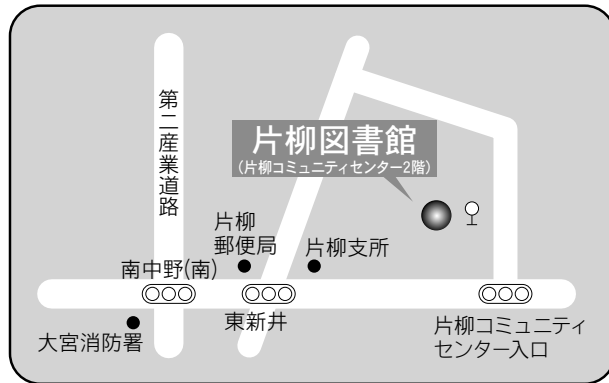 第二産業道路
片柳図書館
(片柳コミュニティセンター2階)
片柳
郵便局
片柳支所
南中野(南)
東新井
大宮消防署
片柳コミュニティ
センター入口